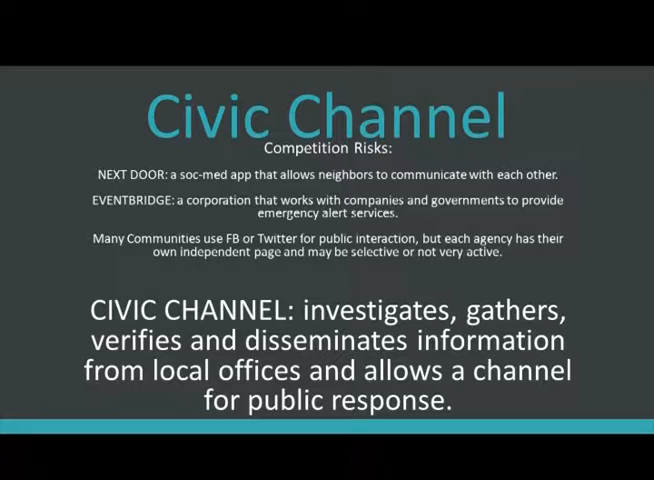 Civic Channel
Competition Risks:
NEXT DOOR: a soc-med app that allows neighbors to communicate with each other.
EVENTBRIDGE: a corporation that works with companies and governments to provide
emergency alert services.
Many Communities use FB or Twitter for public interaction, but each agency has their
own independent page and may be selective or not very active.
CIVIC CHANNEL: investigates, gathers,
verifies and disseminates information
from local offices and allows a channel
for public response.